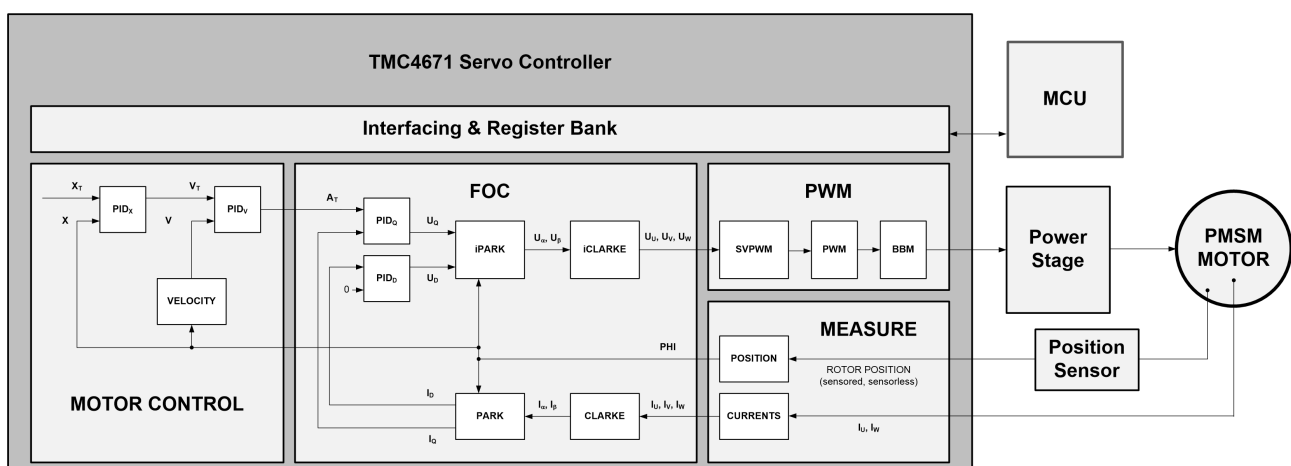 TMC4671 Servo Controller
MCU
Interfacing & Register Bank
FOC
PWM
XT
VT
AT
PIDX
PIDV
PIDQ
UQ
X
V
iPARK
Uα, Uβ
iCLARKE
UU, UV, UW
SVPWM
PWM
BBM
Power
Stage
PMSM
MOTOR
PIDD
UD
0
VELOCITY
MEASURE
PHI
POSITION
ROTOR POSITION
(sensored, sensorless)
Position
Sensor
MOTOR CONTROL
ID
PARK
Iα, Iβ
CLARKE
IU, IV, IW
CURRENTS
IU, IW
IQ